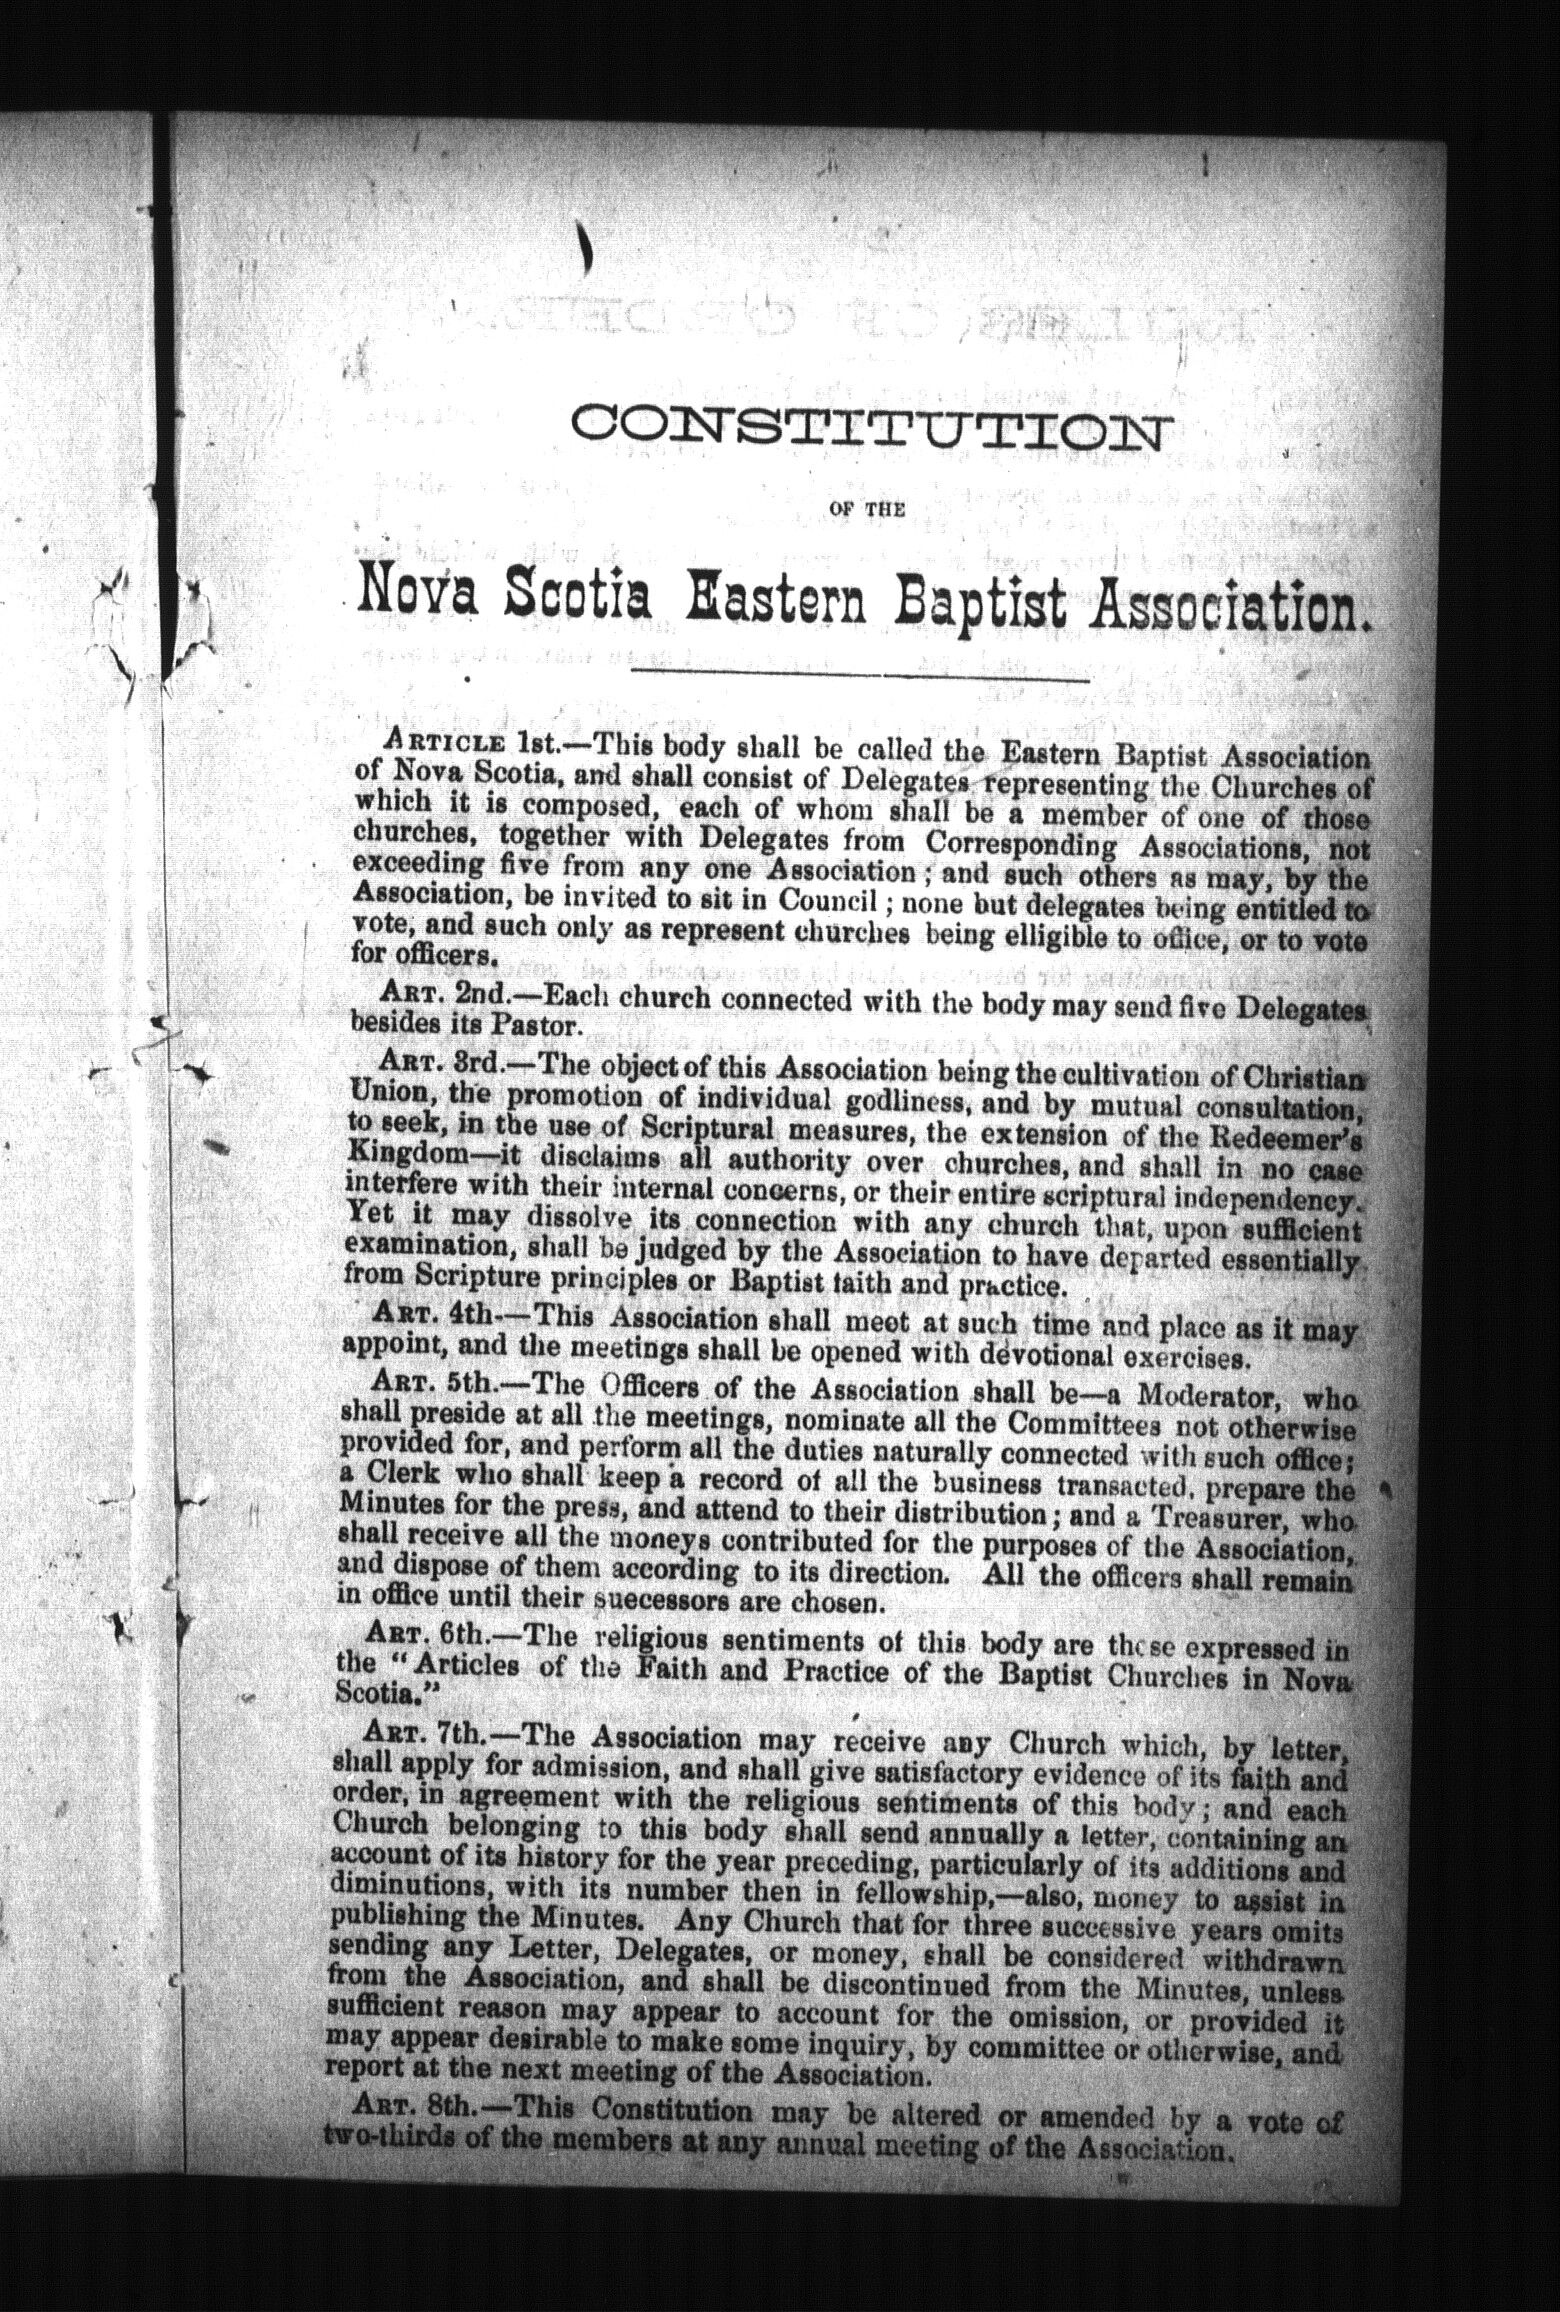 CONSTITUTION
OF THE
Nova Scotia Eastern Baptist Association.
ARTICLE 1st.—This body shall be called the Eastern Baptist Association
of Nova Scotia, and shall consist of Delegates representing the Churches of
which it is composed, each of whom shall be a member of one of those
churches, together with Delegates from Corresponding Associations, not
exceeding five from any one Association; and such others as may, by the
Association, be invited to sit in Council; none but delegates being entitled to
vote, and such only as represent churches being elligible to office, or to vote
for officers.
ART. 2nd.—Each church connected with the body may send five Delegates
besides its Pastor.
ART. 3rd.—The object of this Association being the cultivation of Christian
Union, the promotion of individual godliness, and by mutual consultation,
to seek, in the use of Scriptural measures, the extension of the Redeemer's
Kingdom—it disclaims all authority over churches, and shall in no case
interfere with their internal concerns, or their entire scriptural independency.
Yet it may dissolve its connection with any church that, upon sufficient
examination, shall be judged by the Association to have departed essentially
from Scripture principles or Baptist faith and practice.
ART. 4th-—This Association shall meet at such time and place as it may
appoint, and the meetings shall be opened with devotional exercises.
ART. 5th.—The Officers of the Association shall be—a Moderator, who
shall preside at all the meetings, nominate all the Committees not otherwise
provided for, and perform all the duties naturally connected with such office;
a Clerk who shall keep a record of all the business transacted, prepare the
Minutes for the press, and attend to their distribution; and a Treasurer, who
shall receive all the moneys contributed for the purposes of the Association,
and dispose of them according to its direction. All the officers shall remain
in office until their suecessors are chosen.
ART. 6th.—The religious sentiments of this body are those expressed in
the "Articles of the Faith and Practice of the Baptist Churches in Nova
Scotia."
ART. 7th.—The Association may receive any Church which, by letter,
shall apply for admission, and shall give satisfactory evidence of its faith and
order, in agreement with the religious sentiments of this body; and each
Church belonging to this body shall send annually a letter, containing an
account of its history for the year preceding, particularly of its additions and
diminutions, with its number then in fellowship,—also, money to assist in
publishing the Minutes. Any Church that for three successive years omits
sending any Letter, Delegates, or money, shall be considered withdrawn
from the Association, and shall be discontinued from the Minutes, unless
sufficient reason may appear to account for the omission, or provided it
may appear desirable to make some inquiry, by committee or otherwise, and
report at the next meeting of the Association.
ART. 8th.—This Constitution may be altered or amended by a vote of
two-thirds of the members at any annual meeting of the Association.